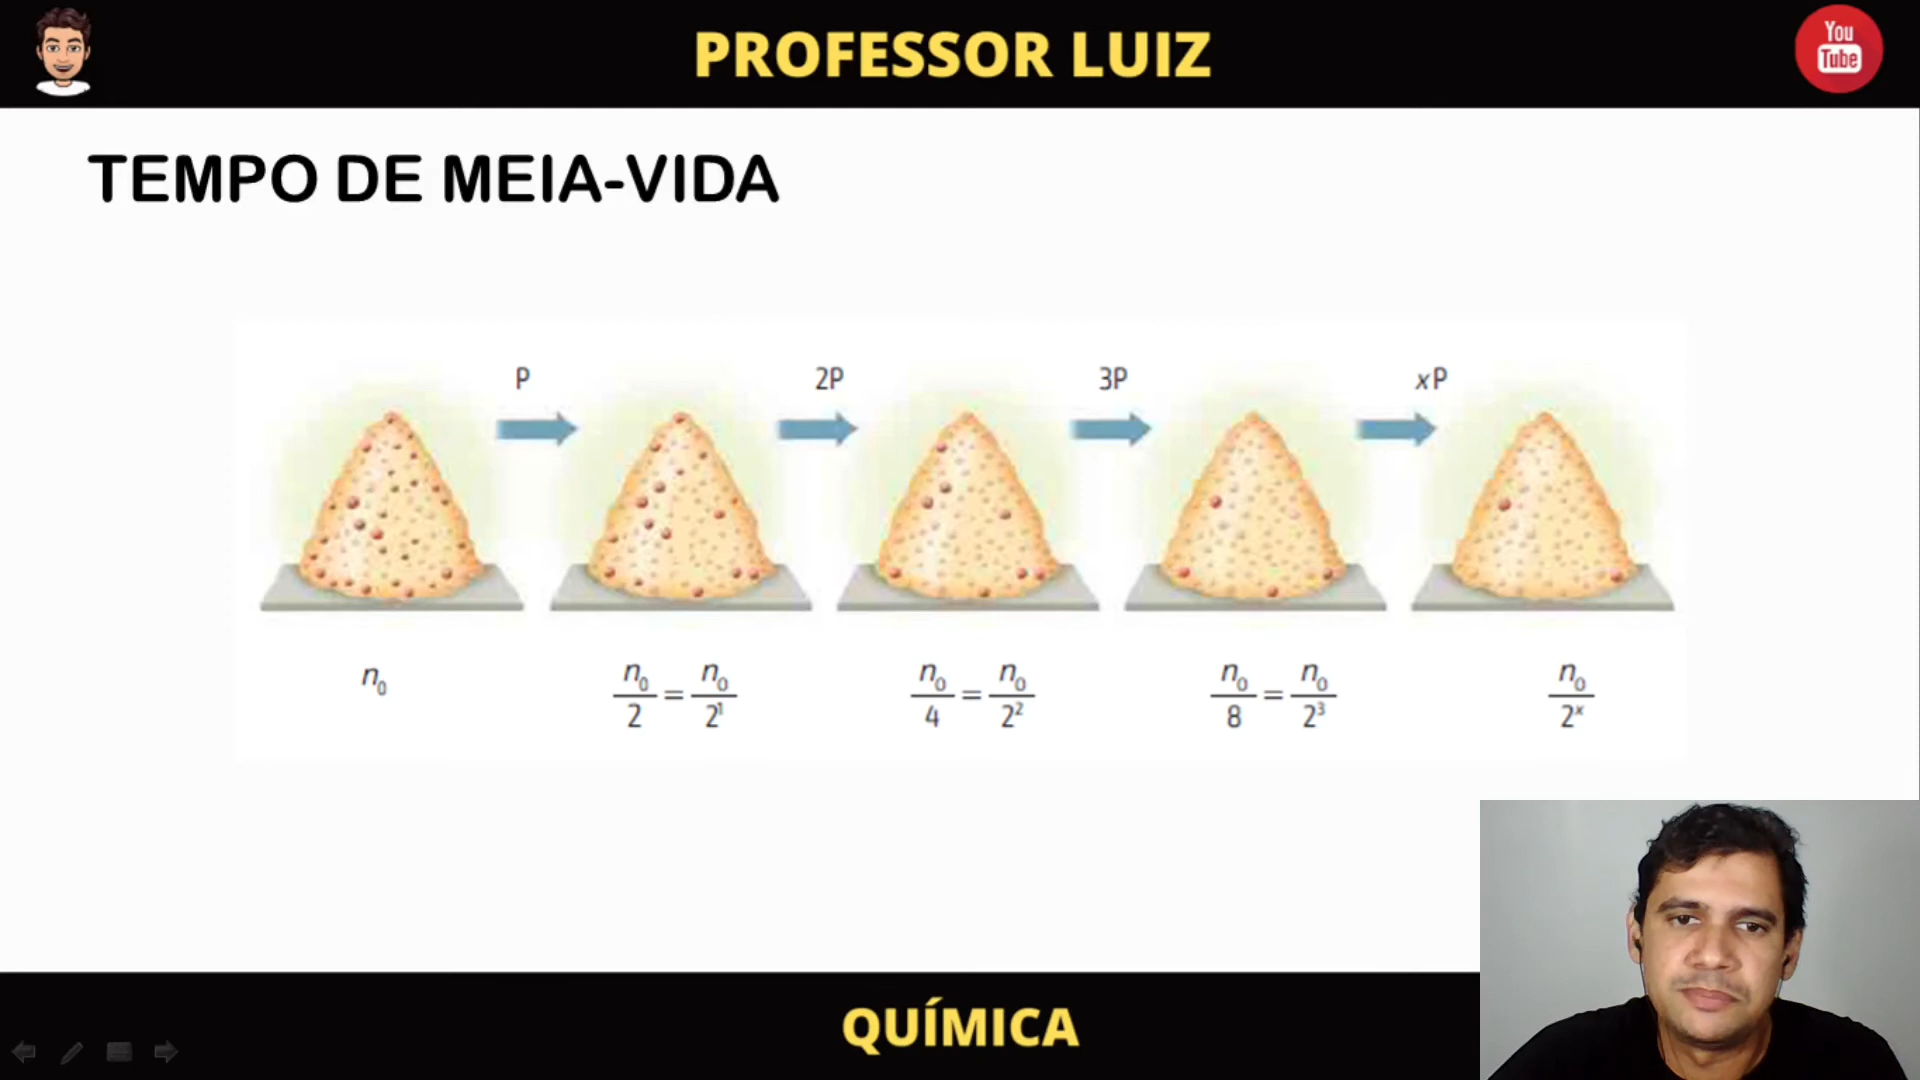 PROFESSOR LUIZ
You
Tube
TEMPO DE MEIA-VIDA
P 2P 3P xP
n₀ n₀/2 = n₀/2¹ n₀/4 = n₀/2² n₀/8 = n₀/2³ n₀/2ˣ
QUÍMICA